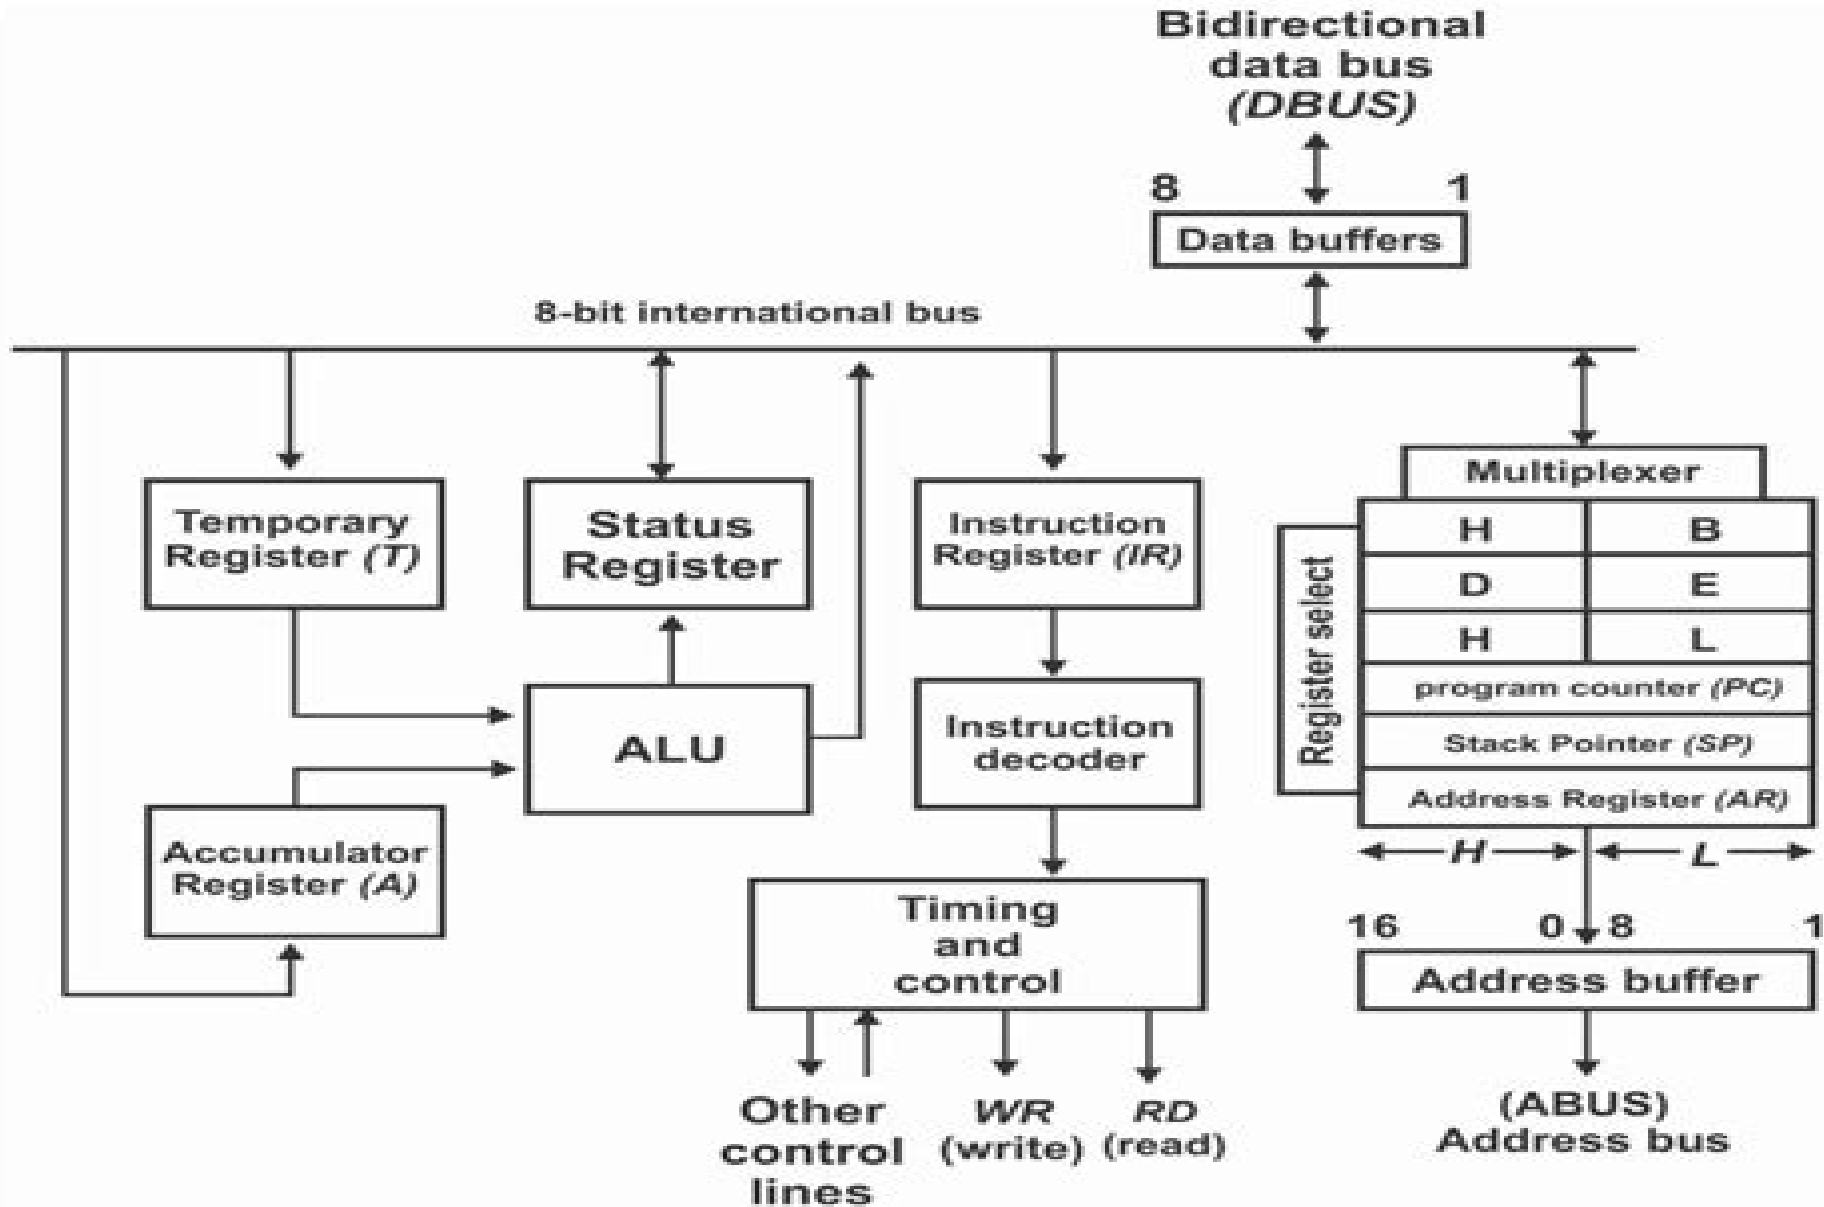 Bidirectional
data bus
(DBUS)
8 1
Data buffers
8-bit international bus
Temporary
Register (T)
Status
Register
Instruction
Register (IR)
Multiplexer
H B
D E
H L
program counter (PC)
Stack Pointer (SP)
Address Register (AR)
Register select
ALU
Instruction
decoder
Accumulator
Register (A)
H L
Timing
and
control
16 0 8 1
Address buffer
Other
control
lines
WR
(write)
RD
(read)
(ABUS)
Address bus